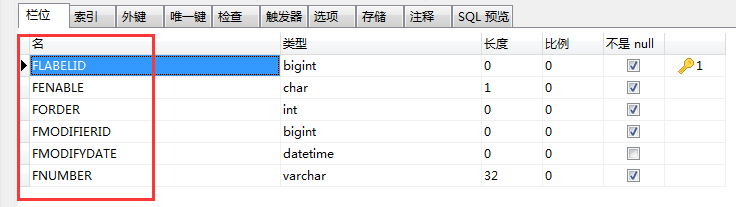 栏位 索引 外键 唯一键 检查 触发器 选项 存储 注释 SQL 预览
名 类型 长度 比例 不是 null
FLABELID bigint 0 0 1
FENABLE char 1 0
FORDER int 0 0
FMODIFIERID bigint 0 0
FMODIFYDATE datetime 0 0
FNUMBER varchar 32 0